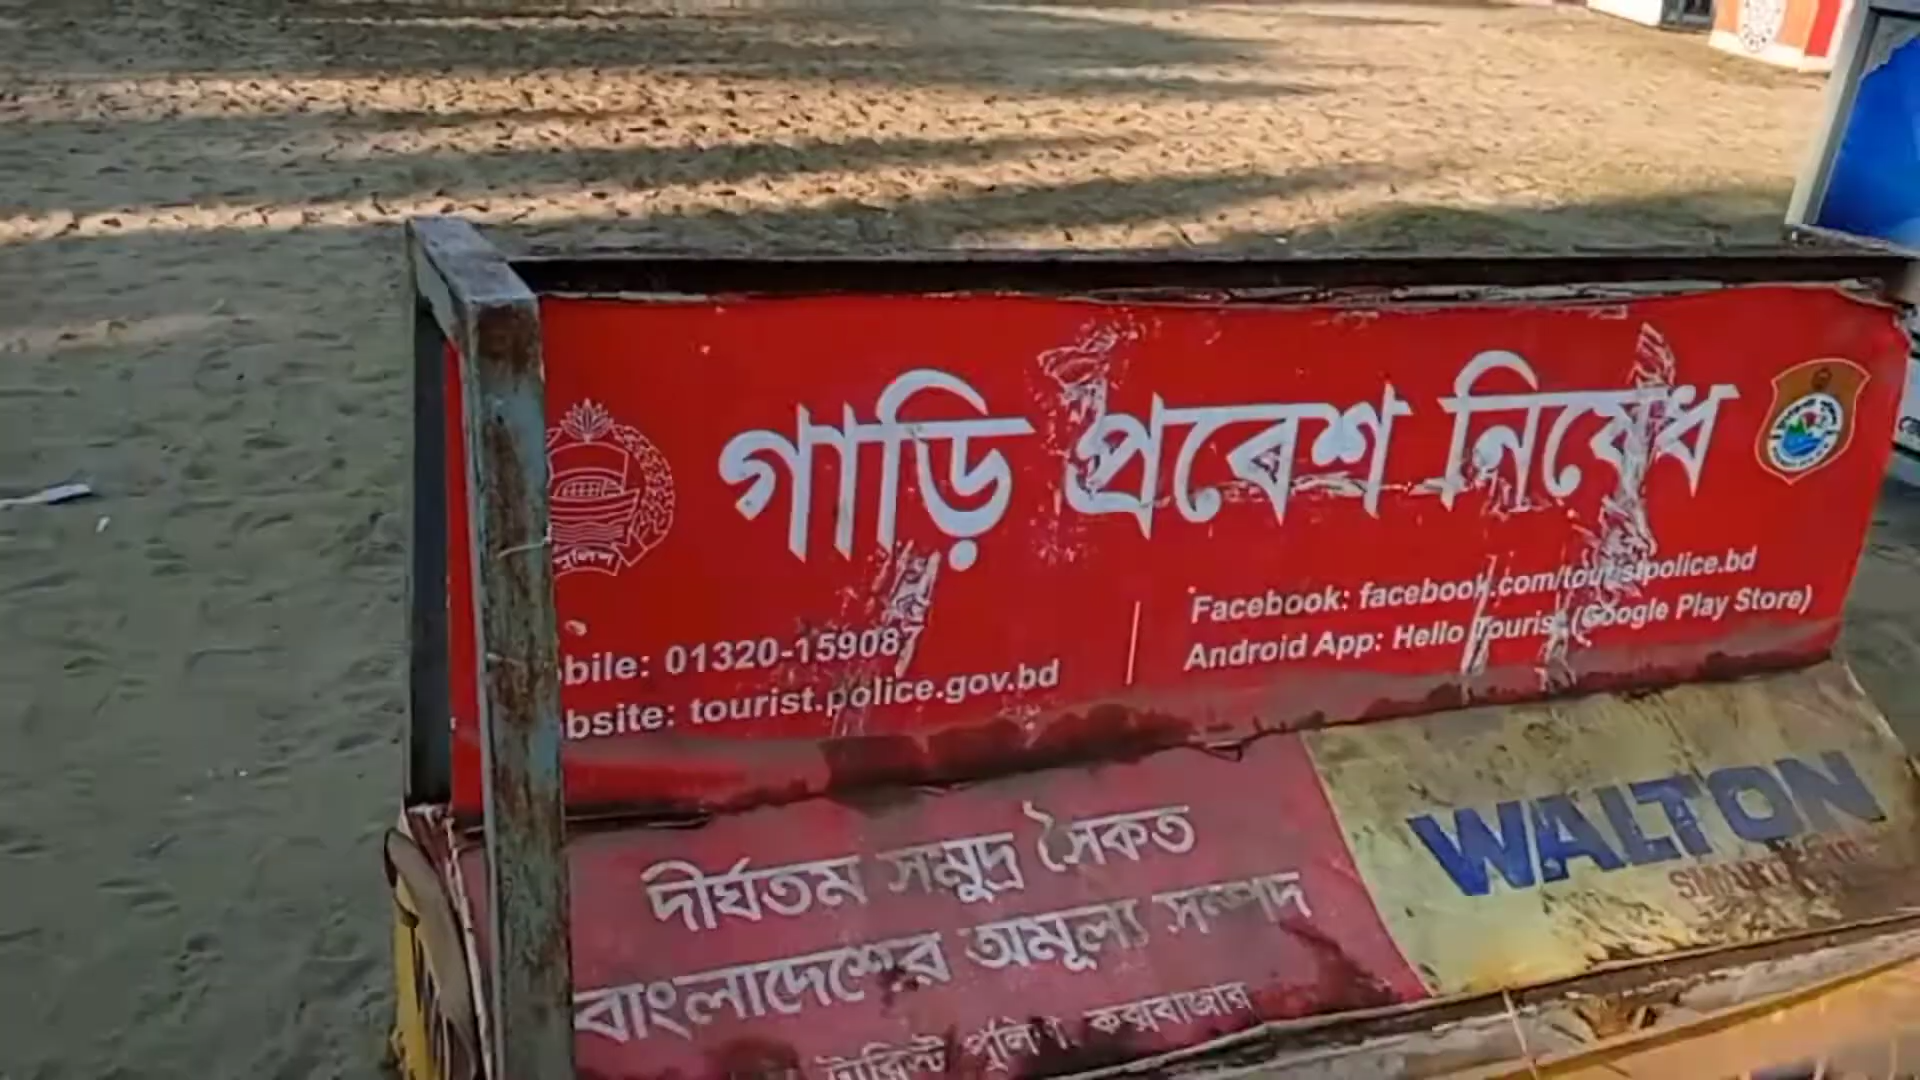 গাড়ি প্রবেশ নিষেধ
পুলিশ
bile: 01320-159087
bsite: tourist.police.gov.bd
Facebook: facebook.com/touristpolice.bd
Android App: Hello Tourist (Google Play Store)
দীর্ঘতম সমুদ্র সৈকত
বাংলাদেশের অমূল্য সম্পদ
ট্যুরিস্ট পুলিশ কক্সবাজার
WALTON